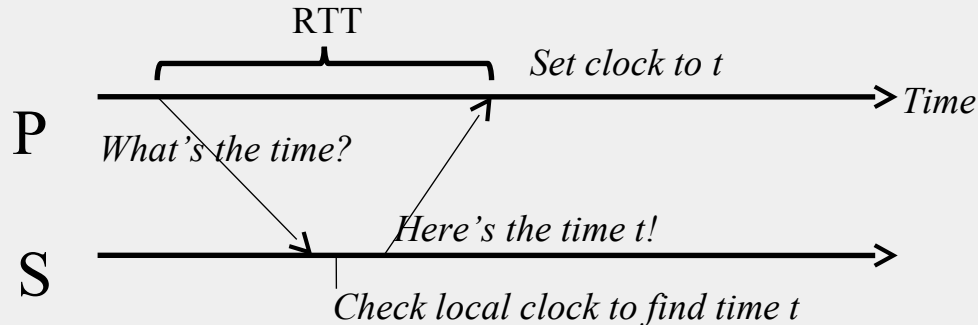 RTT
Set clock to t
Time
P
What’s the time?
Here’s the time t!
S
Check local clock to find time t